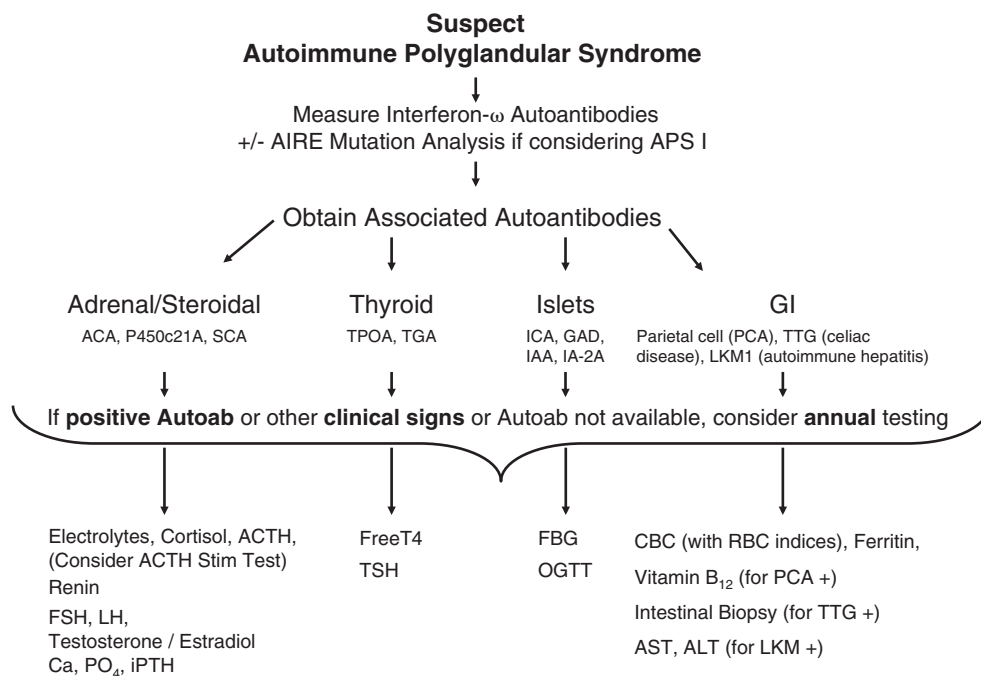 Suspect
Autoimmune Polyglandular Syndrome
Measure Interferon-ω Autoantibodies
+/- AIRE Mutation Analysis if considering APS I
Obtain Associated Autoantibodies
Adrenal/Steroidal
ACA, P450c21A, SCA
Thyroid
TPOA, TGA
Islets
ICA, GAD,
IAA, IA-2A
GI
Parietal cell (PCA), TTG (celiac
disease), LKM1 (autoimmune hepatitis)
If positive Autoab or other clinical signs or Autoab not available, consider annual testing
Electrolytes, Cortisol, ACTH,
(Consider ACTH Stim Test)
Renin
FSH, LH,
Testosterone / Estradiol
Ca, PO₄, iPTH
FreeT4
TSH
FBG
OGTT
CBC (with RBC indices), Ferritin,
Vitamin B₁₂ (for PCA +)
Intestinal Biopsy (for TTG +)
AST, ALT (for LKM +)